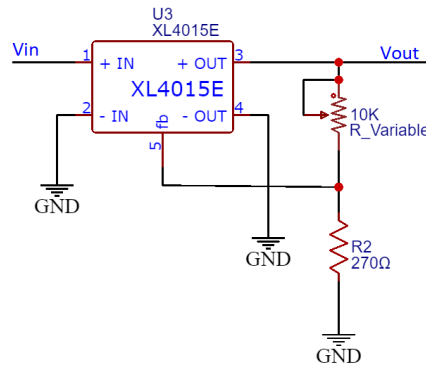 U3
XL4015E
Vin
1
+ IN
+ OUT
3
Vout
XL4015E
2
- IN
- OUT
4
fb
5
10K
R_Variable
GND
GND
R2
270Ω
GND